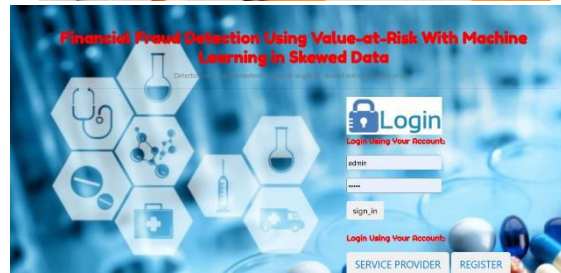 Financial Fraud Detection Using Value-at-Risk With Machine
Learning in Skewed Data
Login
Login Using Your Account:
admin
•••••
sign_in
Login Using Your Account:
SERVICE PROVIDER REGISTER